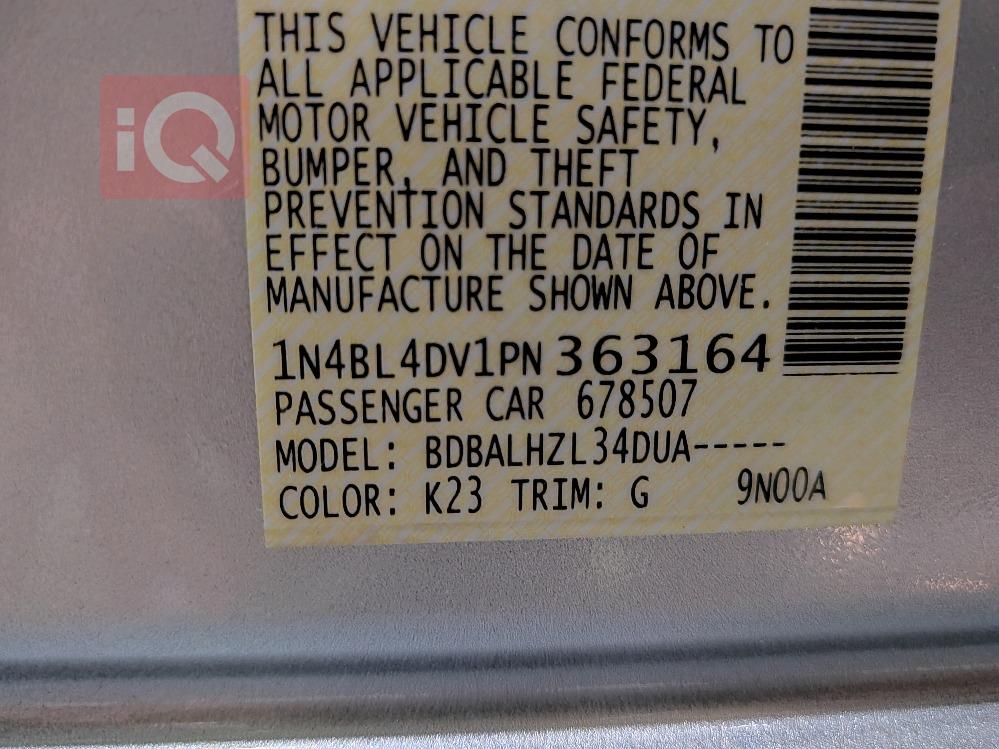 iQ
THIS VEHICLE CONFORMS TO
ALL APPLICABLE FEDERAL
MOTOR VEHICLE SAFETY,
BUMPER, AND THEFT
PREVENTION STANDARDS IN
EFFECT ON THE DATE OF
MANUFACTURE SHOWN ABOVE.
1N4BL4DV1PN363164
PASSENGER CAR 678507
MODEL: BDBALHZL34DUA-----
COLOR: K23 TRIM: G 9N00A